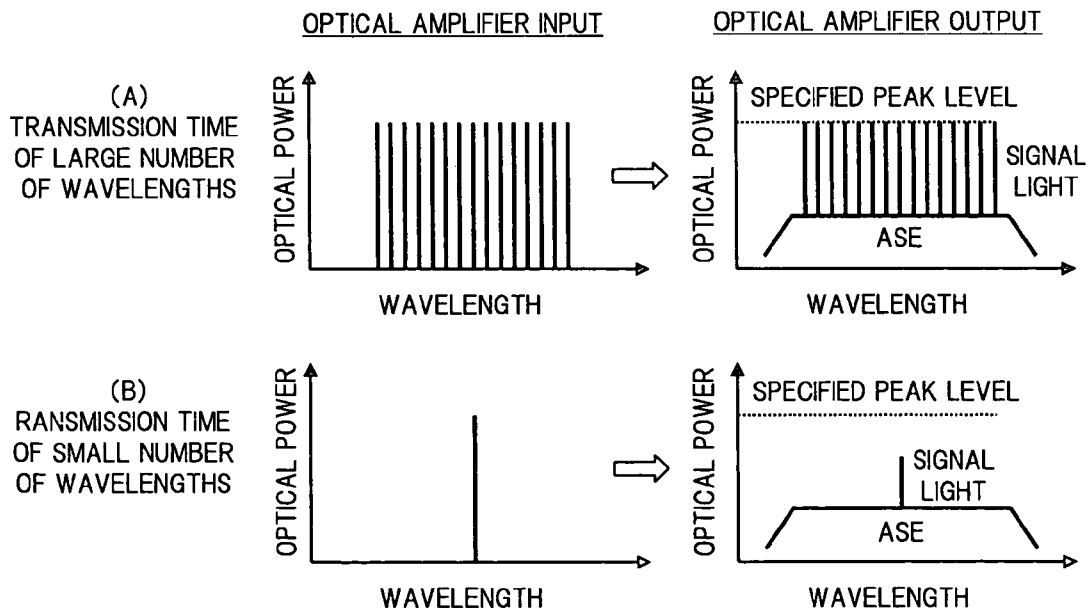 OPTICAL AMPLIFIER INPUT
OPTICAL AMPLIFIER OUTPUT
(A)
TRANSMISSION TIME
OF LARGE NUMBER
OF WAVELENGTHS
OPTICAL POWER
WAVELENGTH
OPTICAL POWER
SPECIFIED PEAK LEVEL
SIGNAL
LIGHT
ASE
WAVELENGTH
(B)
RANSMISSION TIME
OF SMALL NUMBER
OF WAVELENGTHS
OPTICAL POWER
WAVELENGTH
OPTICAL POWER
SPECIFIED PEAK LEVEL
SIGNAL
LIGHT
ASE
WAVELENGTH